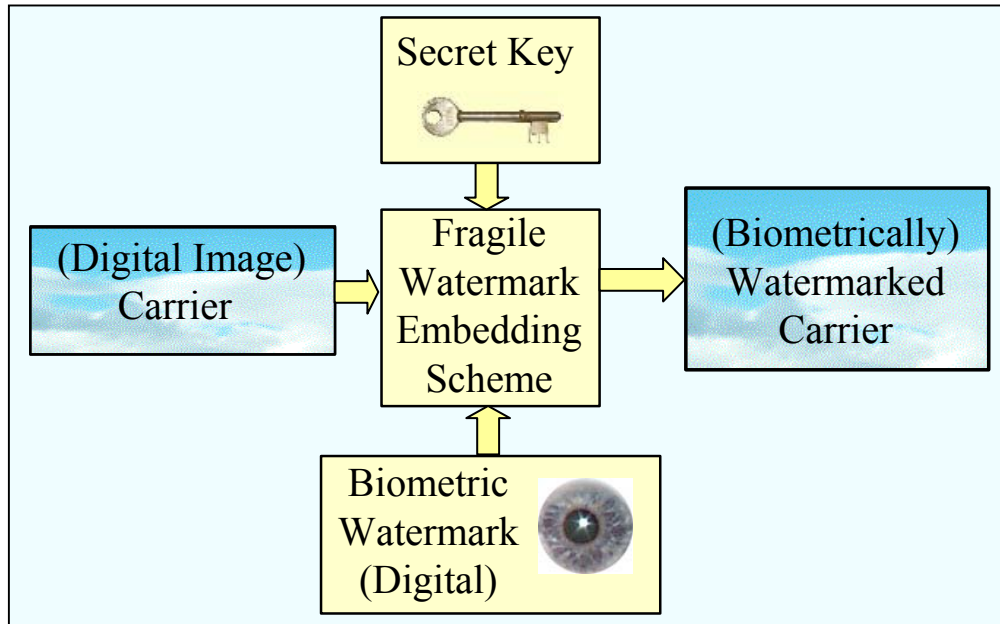 Secret Key
(Digital Image)
Carrier
Fragile
Watermark
Embedding
Scheme
(Biometrically)
Watermarked
Carrier
Biometric
Watermark
(Digital)